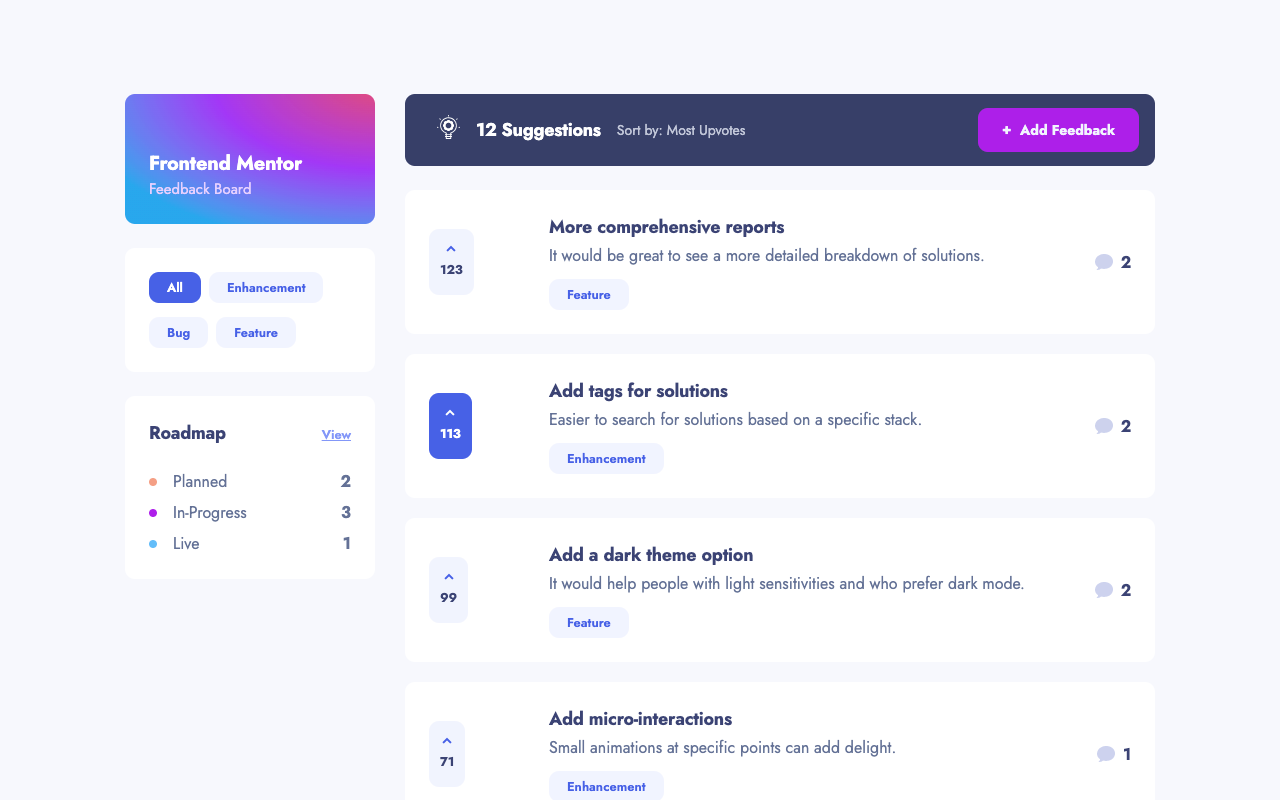 Frontend Mentor
Feedback Board
All Enhancement
Bug Feature
Roadmap View
Planned 2
In-Progress 3
Live 1
12 Suggestions Sort by: Most Upvotes + Add Feedback
More comprehensive reports
It would be great to see a more detailed breakdown of solutions.
Feature
123
2
Add tags for solutions
Easier to search for solutions based on a specific stack.
Enhancement
113
2
Add a dark theme option
It would help people with light sensitivities and who prefer dark mode.
Feature
99
2
Add micro-interactions
Small animations at specific points can add delight.
Enhancement
71
1